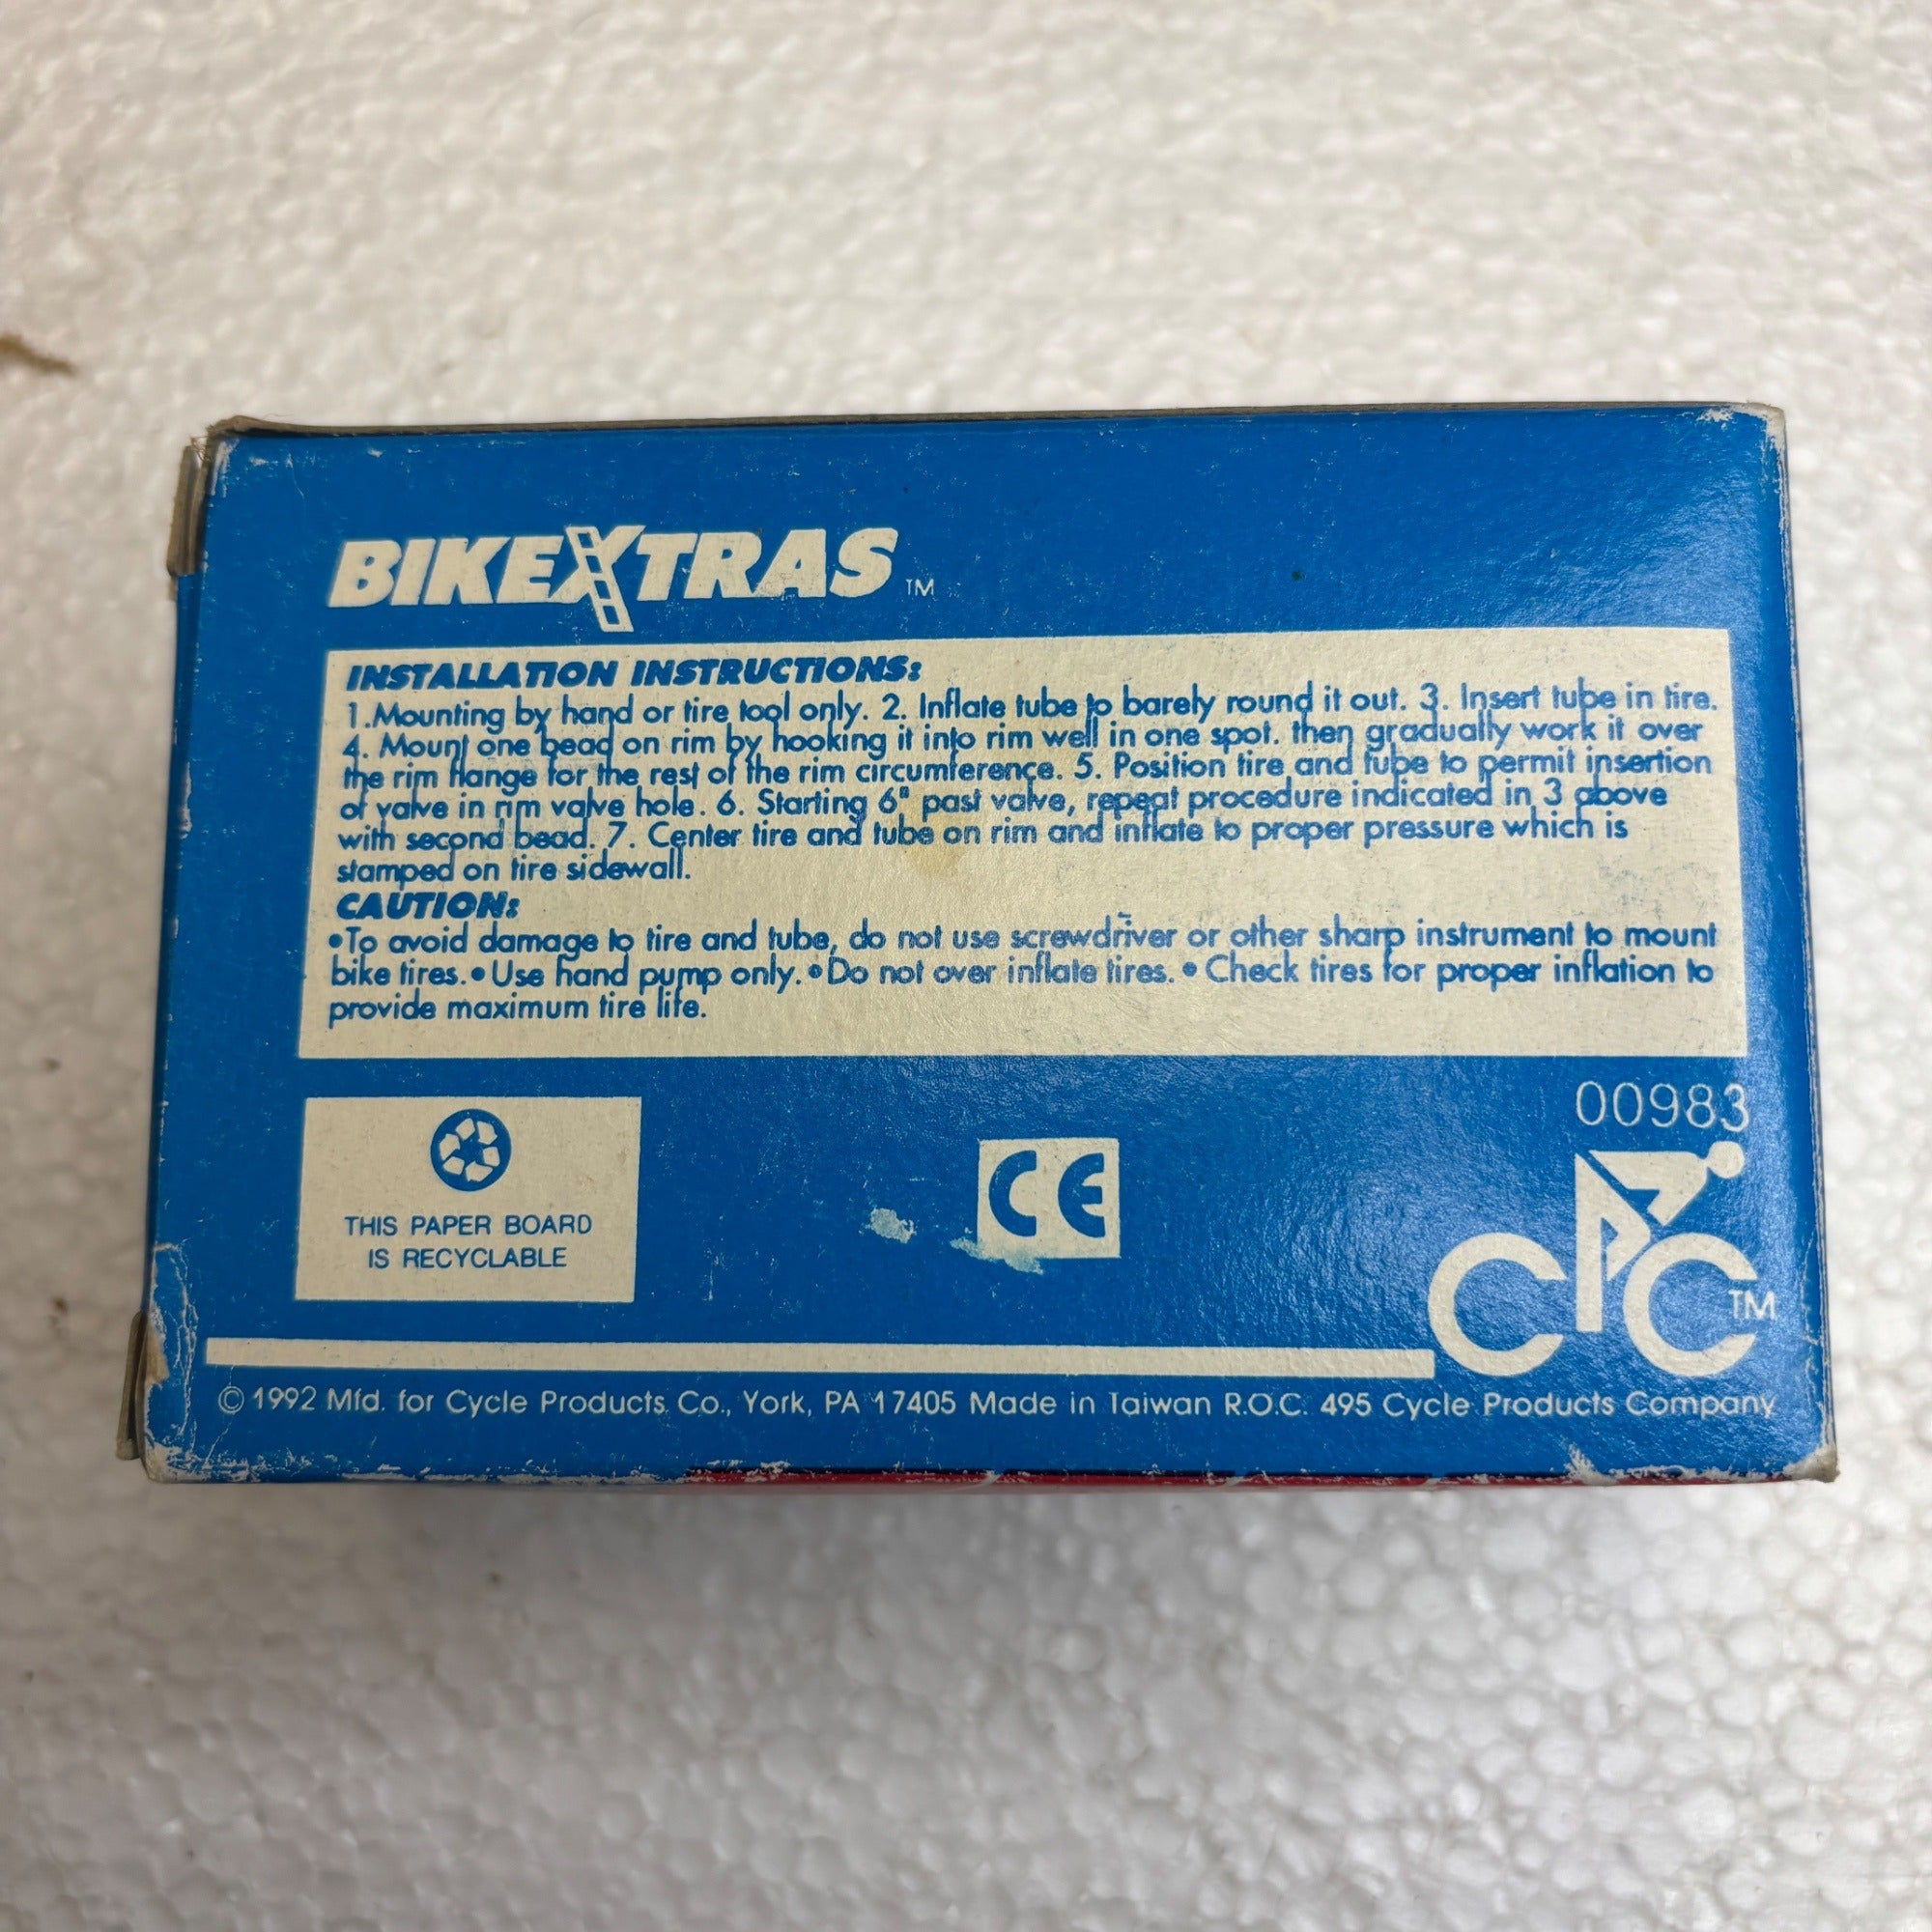 BIKEXTRAS TM
INSTALLATION INSTRUCTIONS:
1.Mounting by hand or tire tool only. 2. Inflate tube to barely round it out. 3. Insert tube in tire.
4. Mount one bead on rim by hooking it into rim well in one spot. then gradually work it over
the rim flange for the rest of the rim circumference. 5. Position tire and tube to permit insertion
of valve in rim valve hole. 6. Starting 6" past valve, repeat procedure indicated in 3 above
with second bead. 7. Center tire and tube on rim and inflate to proper pressure which is
stamped on tire sidewall.
CAUTION:
•To avoid damage to tire and tube, do not use screwdriver or other sharp instrument to mount
bike tires. • Use hand pump only. • Do not over inflate tires. • Check tires for proper inflation to
provide maximum tire life.
00983
THIS PAPER BOARD
IS RECYCLABLE
CE
CPC TM
© 1992 Mfd. for Cycle Products Co., York, PA 17405 Made in Taiwan R.O.C. 495 Cycle Products Company